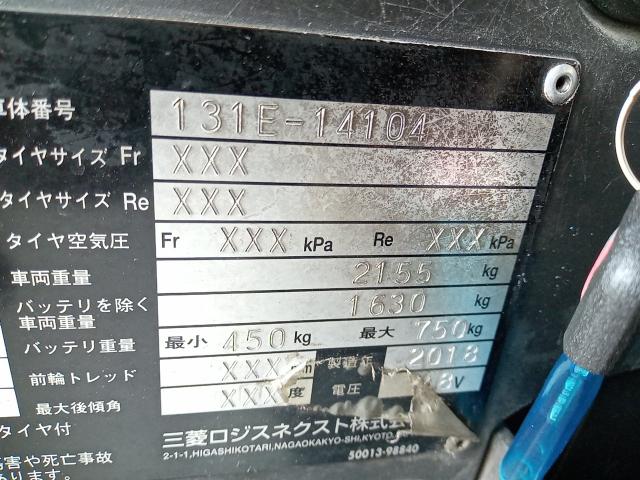 車体番号 131E-14104
タイヤサイズ Fr XXX
タイヤサイズ Re XXX
タイヤ空気圧 Fr XXX kPa Re XXX kPa
車両重量 2155 kg
バッテリを除く
車両重量 1630 kg
バッテリ重量 最小 450 kg 最大 750 kg
前輪トレッド XXX mm 製造年 2018
最大後傾角 XXX 度 電圧 8V
タイヤ付
三菱ロジスネクスト株式会
2-1-1, HIGASHIKOTARI, NAGAOKAKYO-SHI, KYOTO
害や死亡事故
あります。
50013-98840